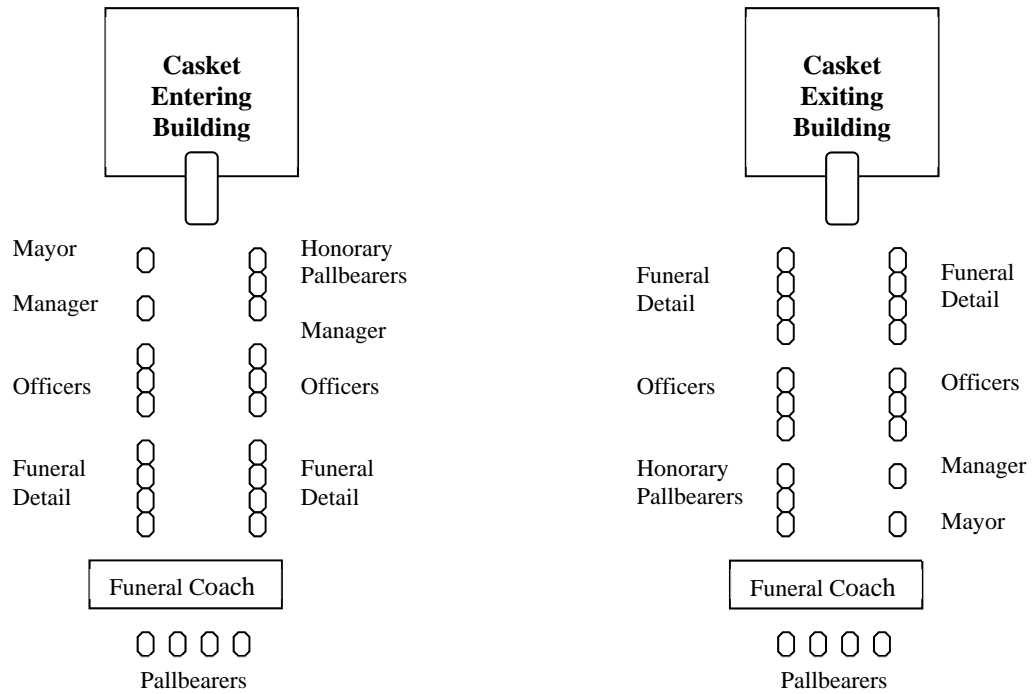 Casket
Entering
Building
Mayor
Honorary
Pallbearers
Manager
Manager
Officers
Officers
Funeral
Detail
Funeral
Detail
Funeral Coach
Pallbearers
Casket
Exiting
Building
Funeral
Detail
Funeral
Detail
Officers
Officers
Honorary
Pallbearers
Manager
Mayor
Funeral Coach
Pallbearers